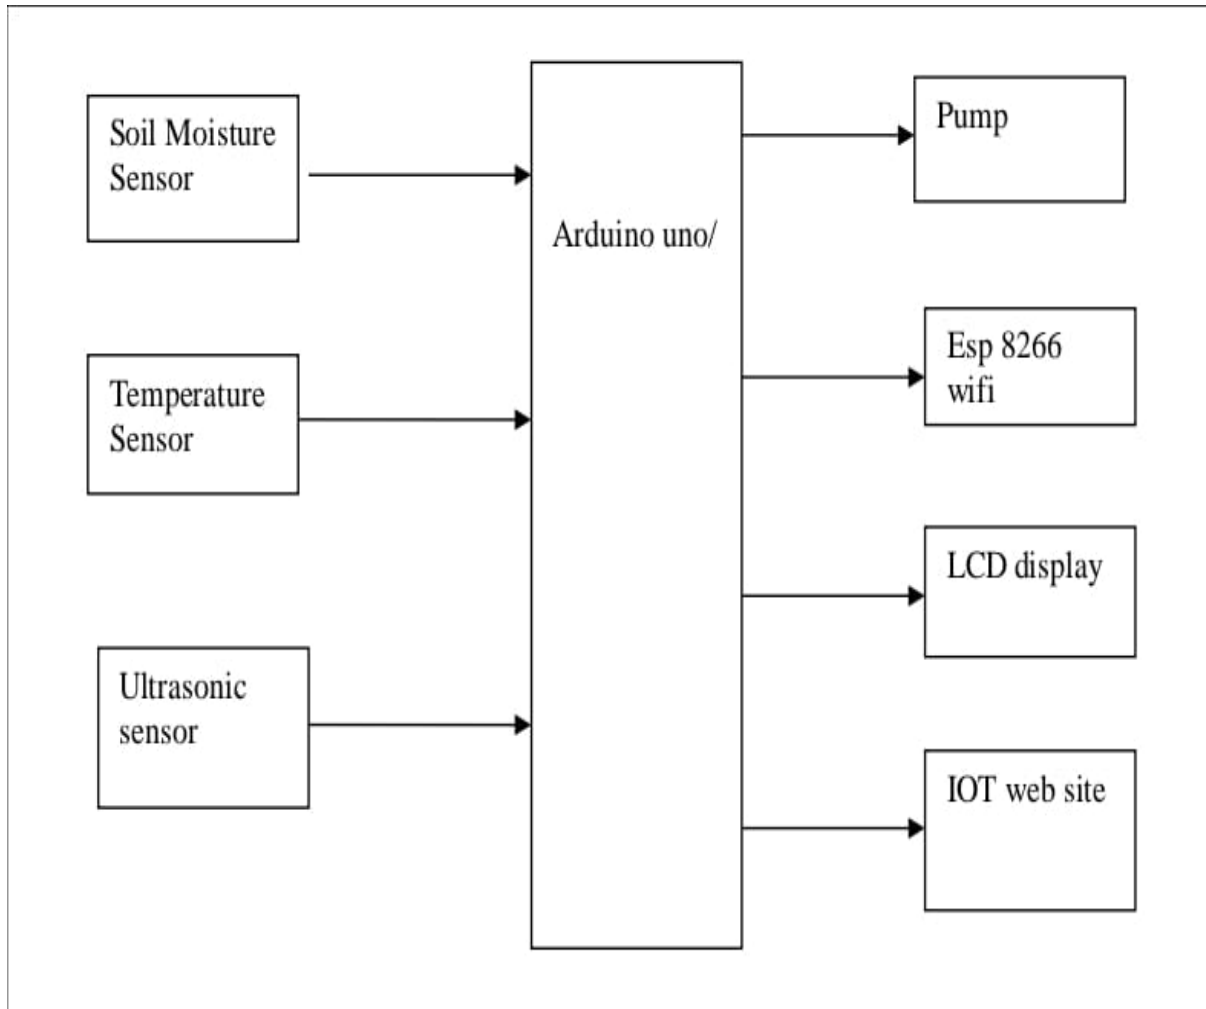 Soil Moisture
Sensor
Temperature
Sensor
Ultrasonic
sensor
Arduino uno/
Pump
Esp 8266
wifi
LCD display
IOT web site